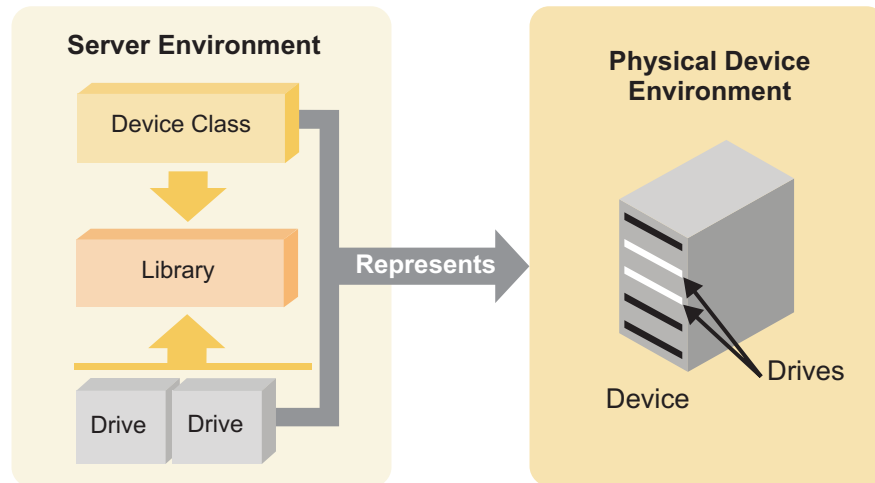 Server Environment
Device Class
Library
Drive
Drive
Represents
Physical Device
Environment
Drives
Device